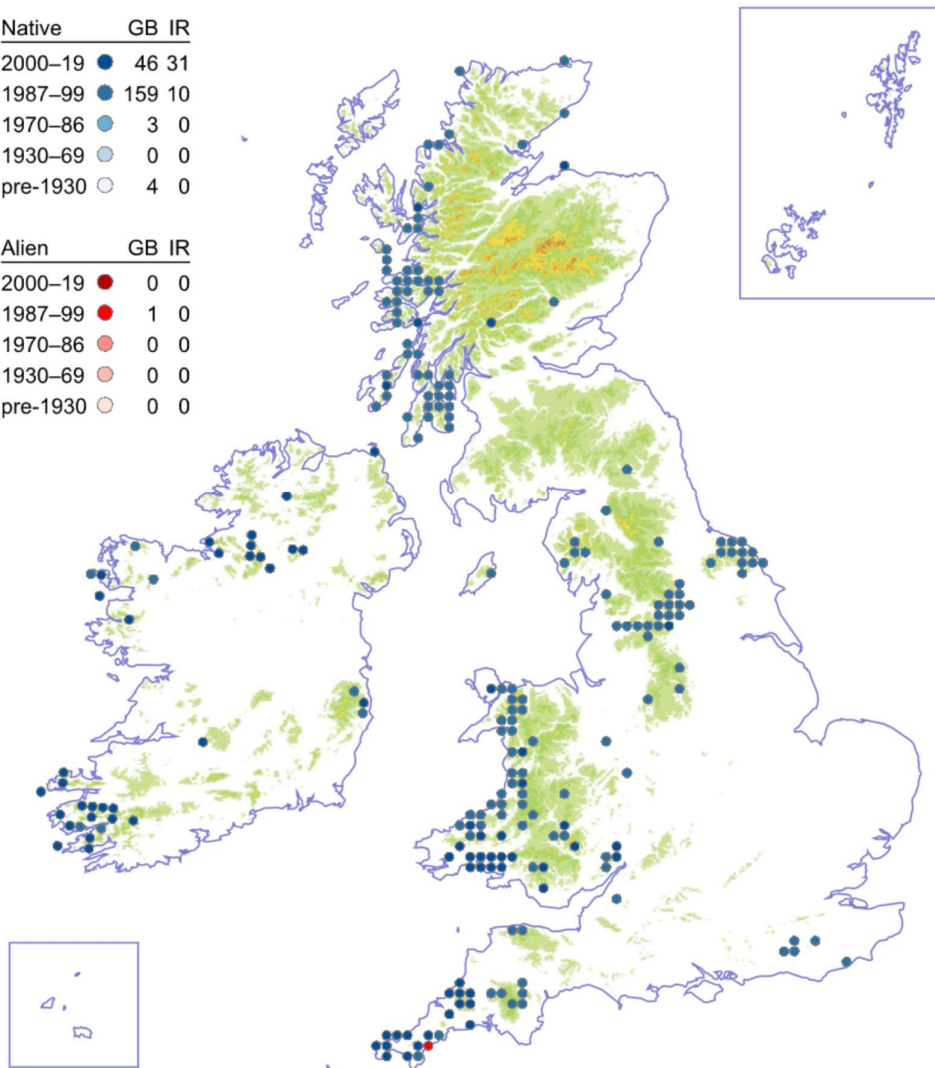 Native GB IR
2000–19 46 31
1987–99 159 10
1970–86 3 0
1930–69 0 0
pre-1930 4 0
Alien GB IR
2000–19 0 0
1987–99 1 0
1970–86 0 0
1930–69 0 0
pre-1930 0 0